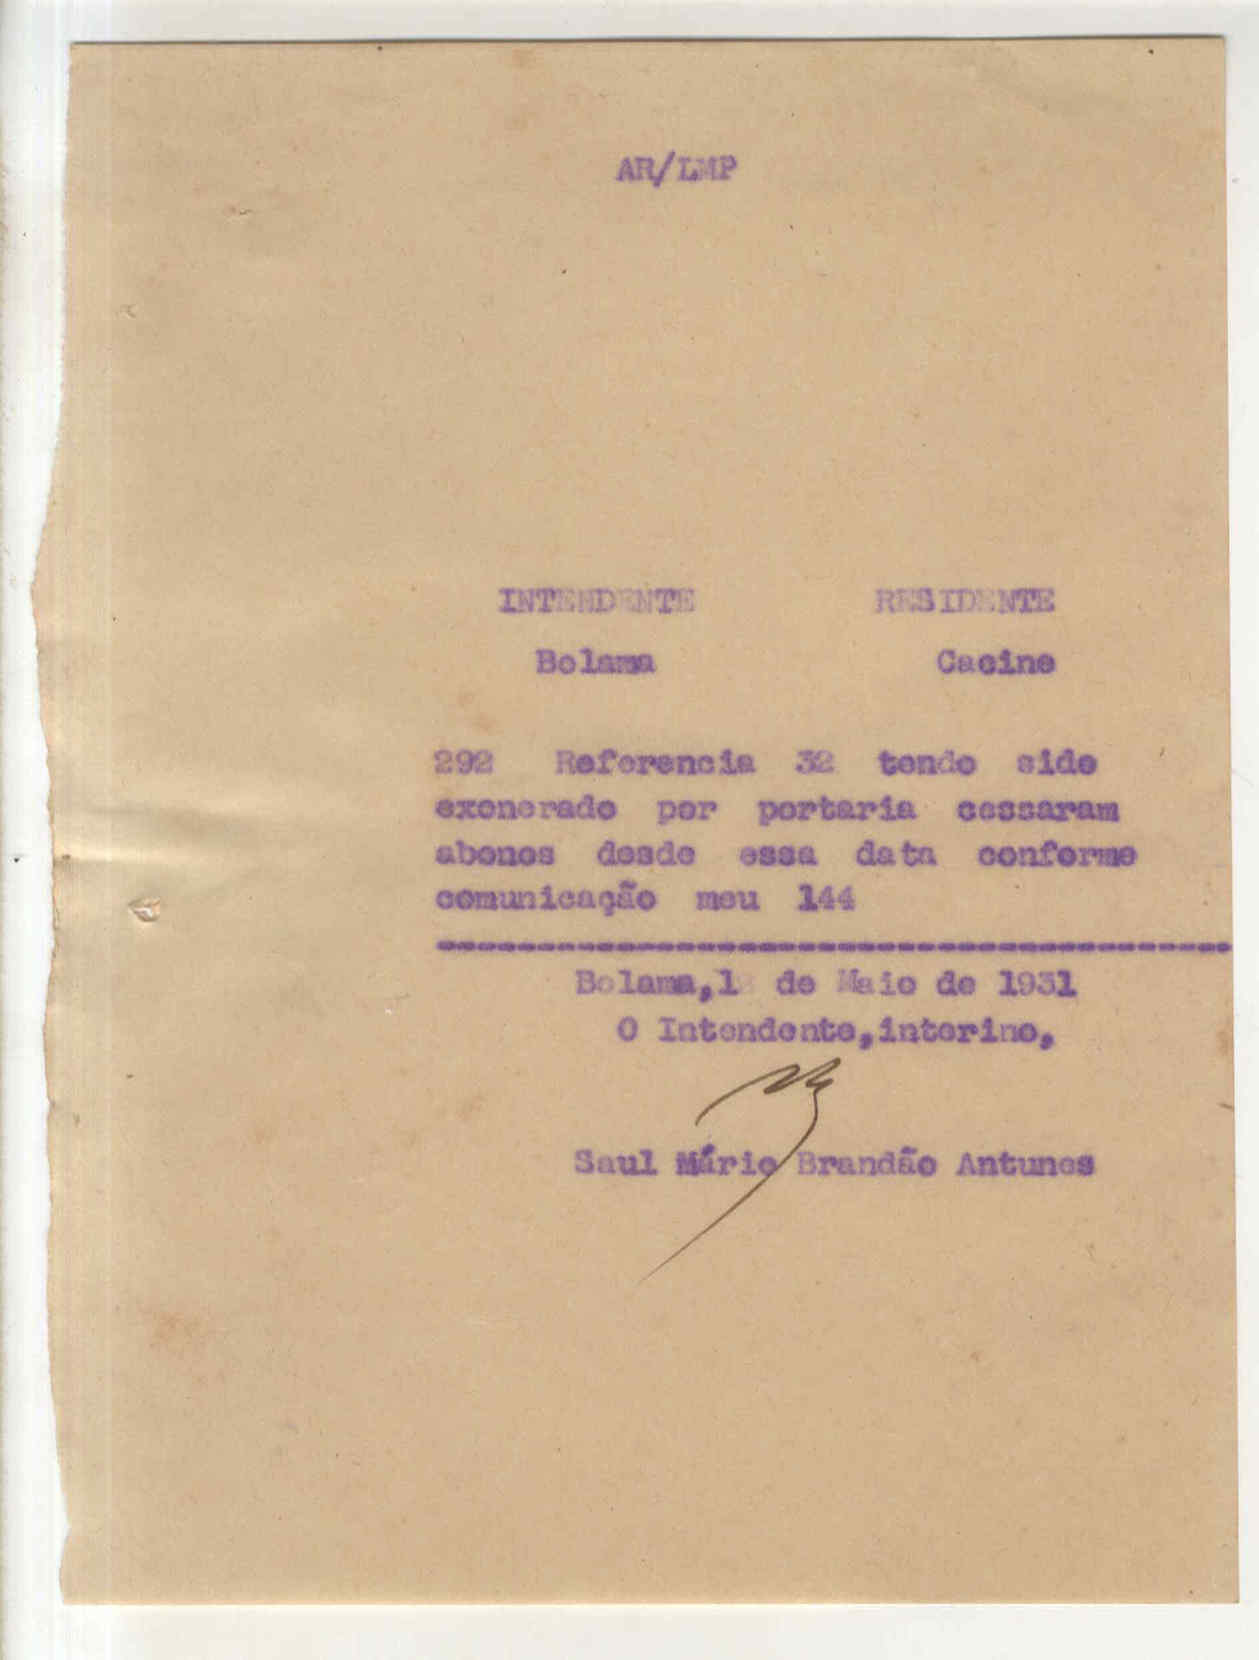 AR/LMP
INTENDENTE RESIDENTE
Bolama Cacine
292 Referencia 32 tendo sido
exonerado por portaria cessaram
abonos desde essa data conforme
comunicação meu 144
----------------------------------------
Bolama, de Maio de 1931
O Intendente,interino,
Saul Mário Brandão Antunes